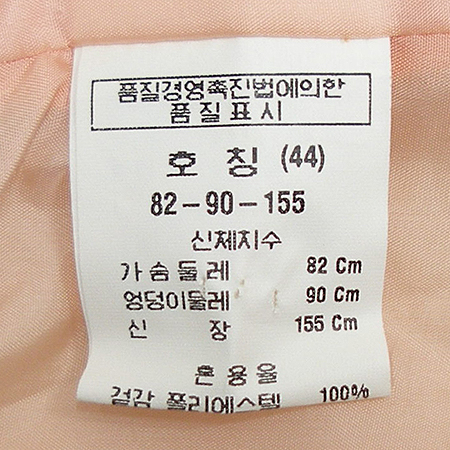 품질경영촉진법에의한
품질표시
호 칭 (44)
82-90-155
신체치수
가슴둘레 82 Cm
엉덩이둘레 90 Cm
신 장 155 Cm
혼용율
겉감 폴리에스텔 100%